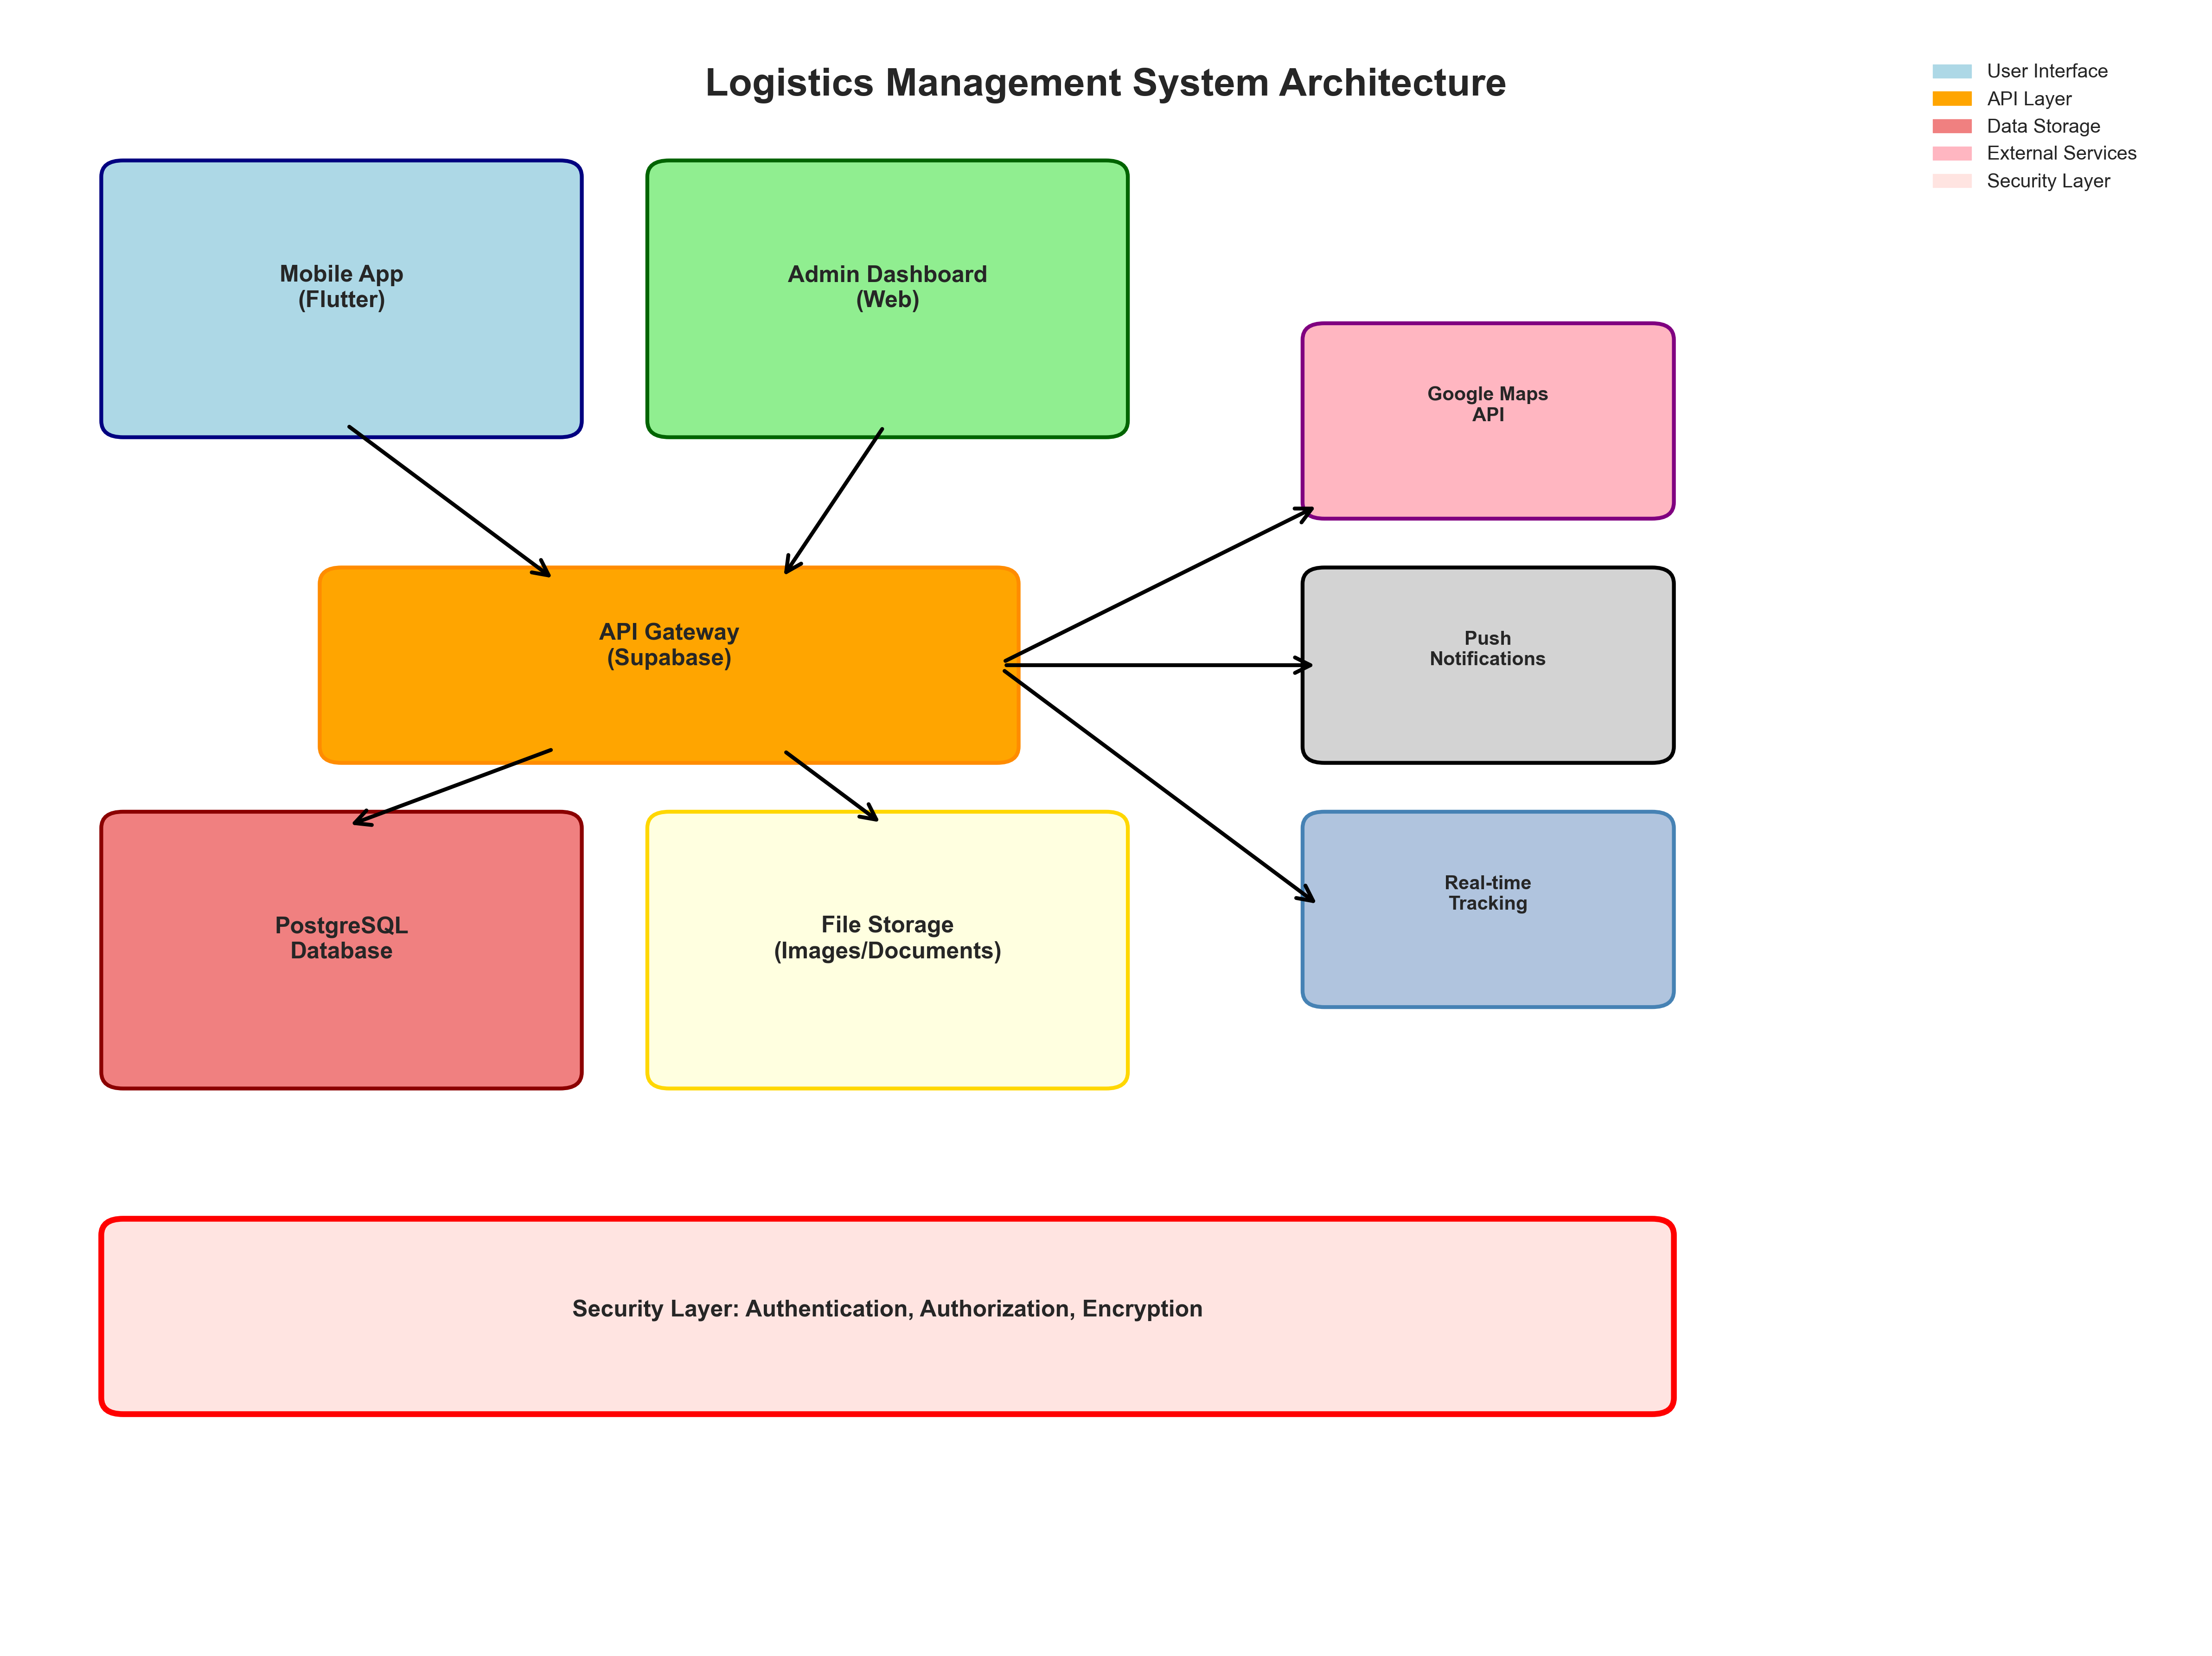 Logistics Management System Architecture
User Interface
API Layer
Data Storage
External Services
Security Layer
Mobile App
(Flutter)
Admin Dashboard
(Web)
Google Maps
API
API Gateway
(Supabase)
Push
Notifications
PostgreSQL
Database
File Storage
(Images/Documents)
Real-time
Tracking
Security Layer: Authentication, Authorization, Encryption